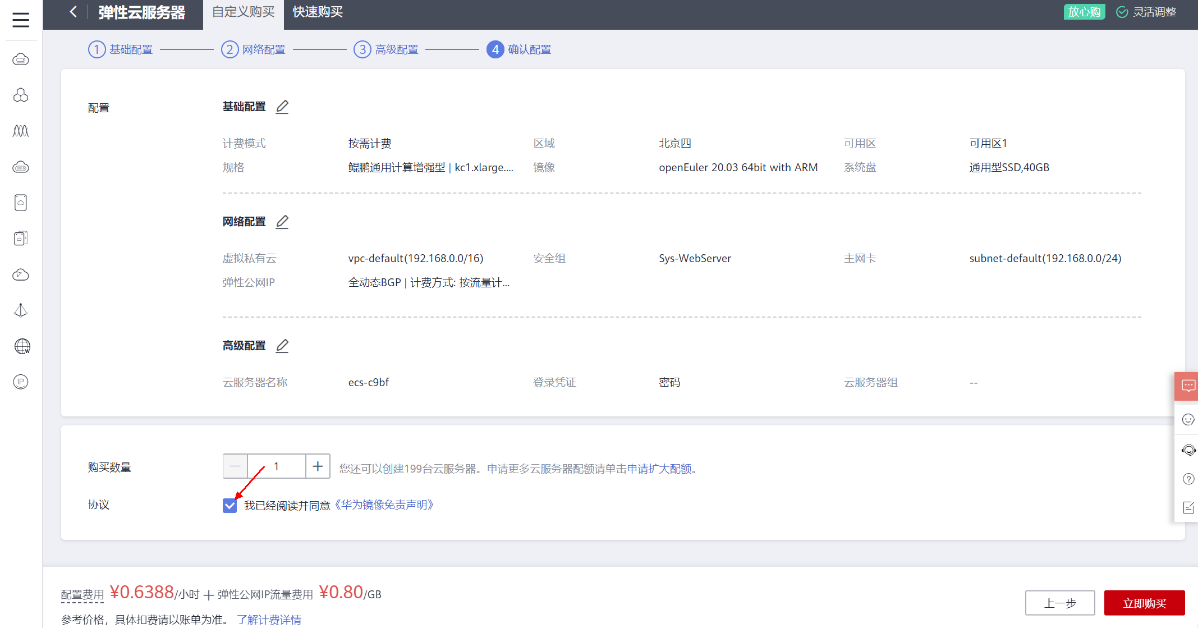 弹性云服务器 自定义购买 快速购买 放心购 灵活调整
1 基础配置 2 网络配置 3 高级配置 4 确认配置
配置 基础配置
计费模式 按需计费 区域 北京四 可用区 可用区1
规格 鲲鹏通用计算增强型 | kc1.xlarge.... 镜像 openEuler 20.03 64bit with ARM 系统盘 通用型SSD,40GB
网络配置
虚拟私有云 vpc-default(192.168.0.0/16) 安全组 Sys-WebServer 主网卡 subnet-default(192.168.0.0/24)
弹性公网IP 全动态BGP | 计费方式: 按流量计...
高级配置
云服务器名称 ecs-c9bf 登录凭证 密码 云服务器组 --
购买数量 1 您还可以创建199台云服务器。申请更多云服务器配额请单击申请扩大配额。
协议 我已经阅读并同意《华为镜像免责声明》
配置费用 ¥0.6388/小时 + 弹性公网IP流量费用 ¥0.80/GB
参考价格，具体扣费请以账单为准。 了解计费详情
上一步 立即购买